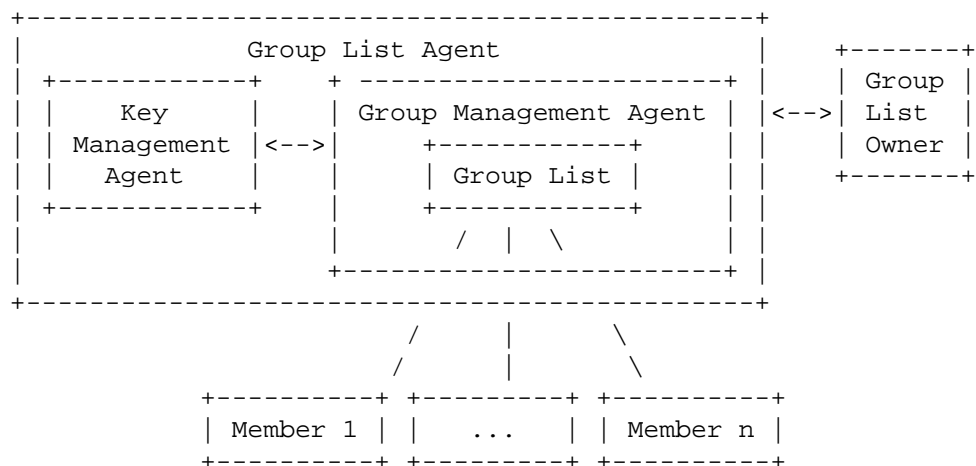 Group List Agent
Group
Key Group Management Agent List
Management Group List Owner
Agent
Member 1 ... Member n